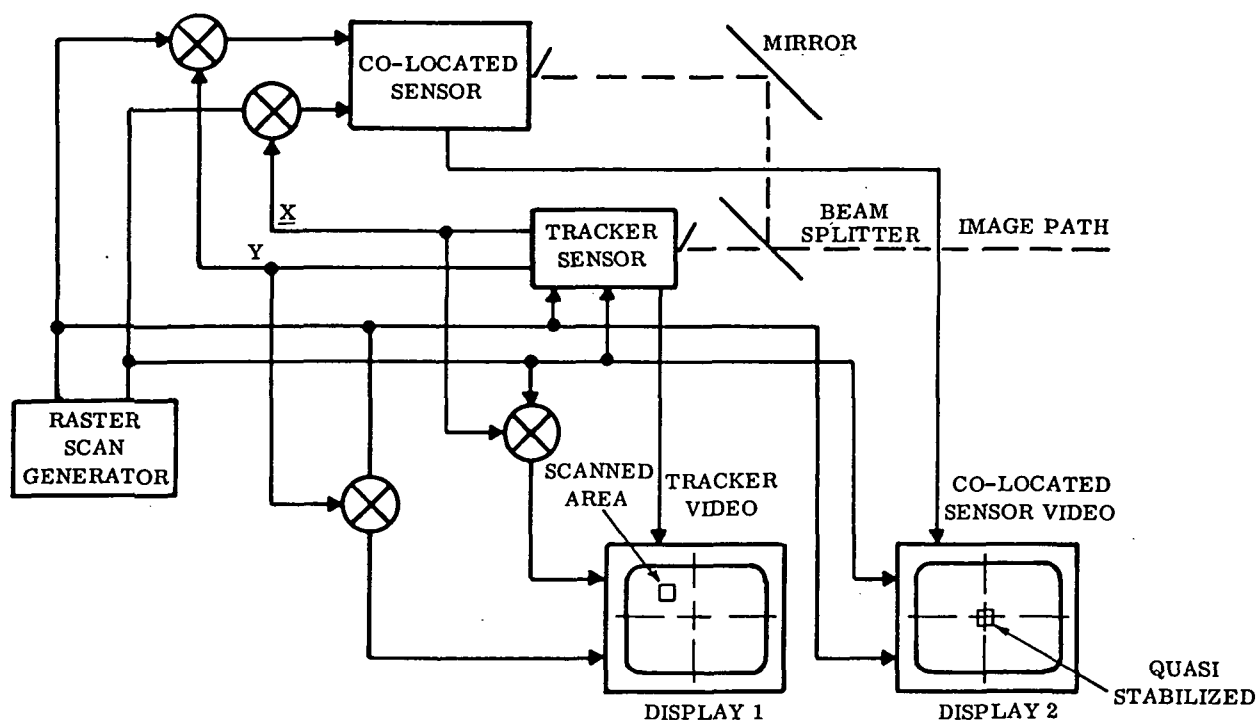 CO-LOCATED
SENSOR
MIRROR
X
TRACKER
SENSOR
BEAM
SPLITTER
IMAGE PATH
Y
RASTER
SCAN
GENERATOR
SCANNED
AREA
TRACKER
VIDEO
CO-LOCATED
SENSOR VIDEO
QUASI
STABILIZED
DISPLAY 1
DISPLAY 2